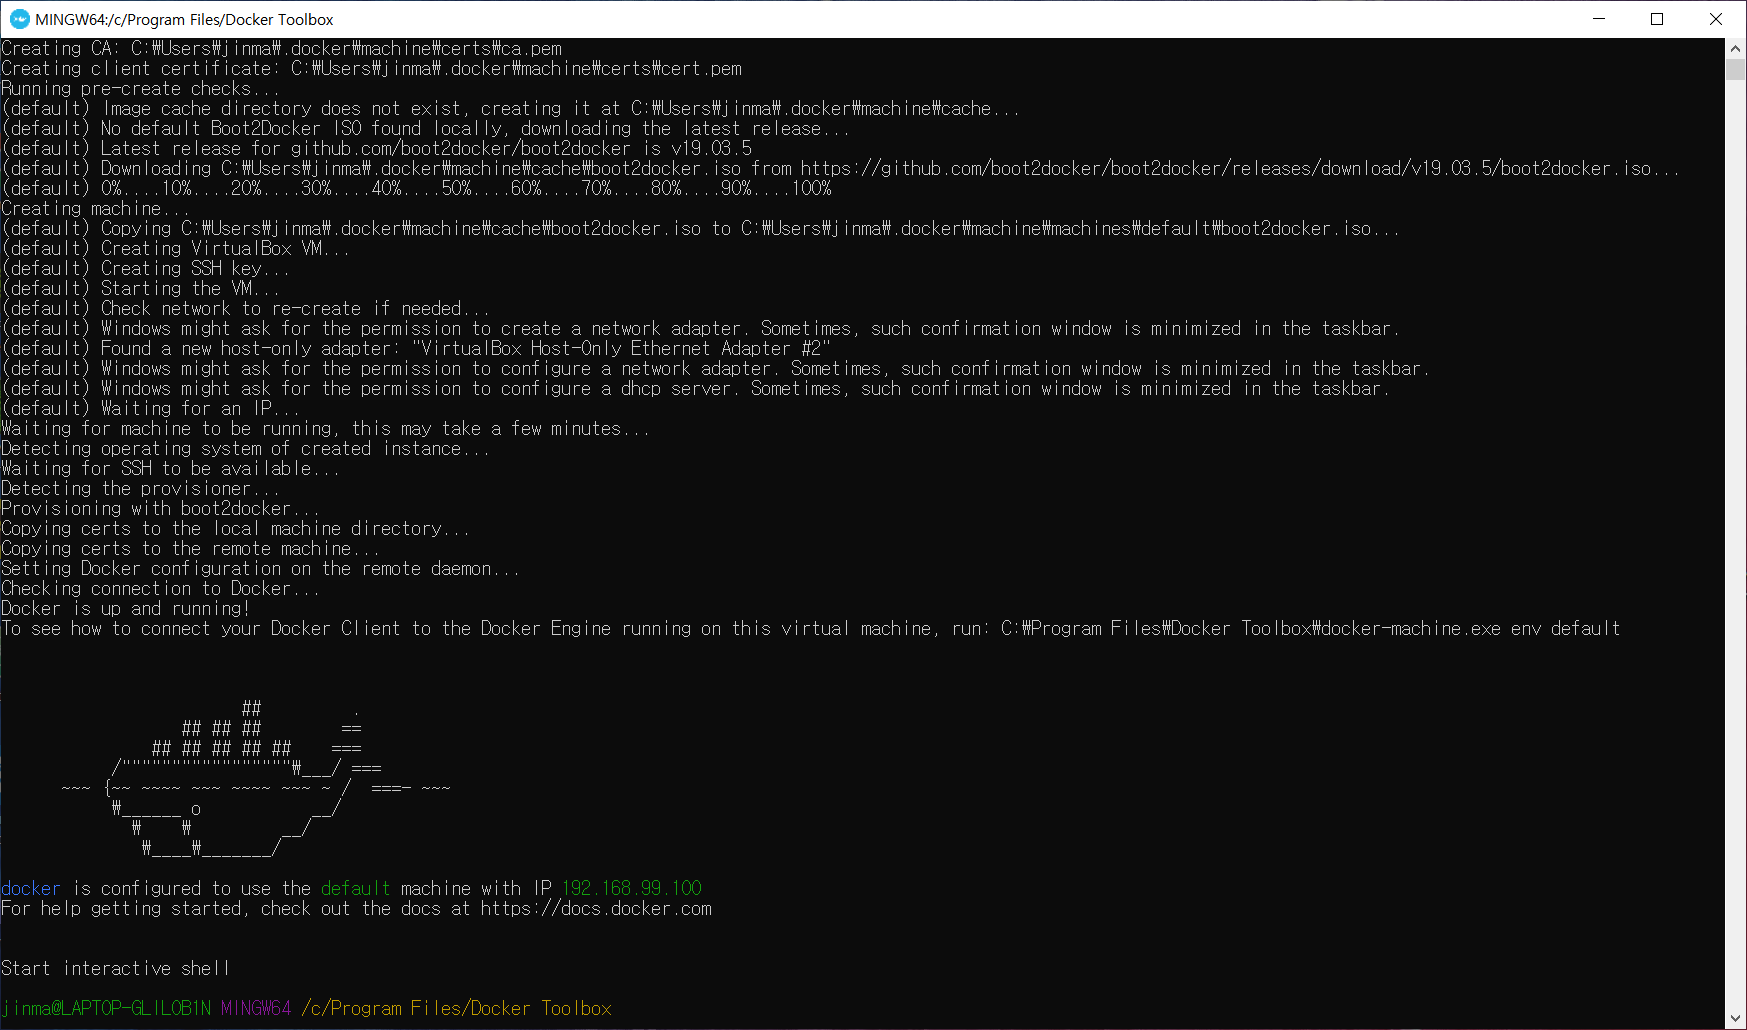 MINGW64:/c/Program Files/Docker Toolbox
Creating CA: C:₩Users₩jinma₩.docker₩machine₩certs₩ca.pem
Creating client certificate: C:₩Users₩jinma₩.docker₩machine₩certs₩cert.pem
Running pre-create checks...
(default) Image cache directory does not exist, creating it at C:₩Users₩jinma₩.docker₩machine₩cache...
(default) No default Boot2Docker ISO found locally, downloading the latest release...
(default) Latest release for github.com/boot2docker/boot2docker is v19.03.5
(default) Downloading C:₩Users₩jinma₩.docker₩machine₩cache₩boot2docker.iso from https://github.com/boot2docker/boot2docker/releases/download/v19.03.5/boot2docker.iso...
(default) 0%....10%....20%....30%....40%....50%....60%....70%....80%....90%....100%
Creating machine...
(default) Copying C:₩Users₩jinma₩.docker₩machine₩cache₩boot2docker.iso to C:₩Users₩jinma₩.docker₩machine₩machines₩default₩boot2docker.iso...
(default) Creating VirtualBox VM...
(default) Creating SSH key...
(default) Starting the VM...
(default) Check network to re-create if needed...
(default) Windows might ask for the permission to create a network adapter. Sometimes, such confirmation window is minimized in the taskbar.
(default) Found a new host-only adapter: "VirtualBox Host-Only Ethernet Adapter #2"
(default) Windows might ask for the permission to configure a network adapter. Sometimes, such confirmation window is minimized in the taskbar.
(default) Windows might ask for the permission to configure a dhcp server. Sometimes, such confirmation window is minimized in the taskbar.
(default) Waiting for an IP...
Waiting for machine to be running, this may take a few minutes...
Detecting operating system of created instance...
Waiting for SSH to be available...
Detecting the provisioner...
Provisioning with boot2docker...
Copying certs to the local machine directory...
Copying certs to the remote machine...
Setting Docker configuration on the remote daemon...
Checking connection to Docker...
Docker is up and running!
To see how to connect your Docker Client to the Docker Engine running on this virtual machine, run: C:₩Program Files₩Docker Toolbox₩docker-machine.exe env default
                        ##         .
                  ## ## ##        ==
               ## ## ## ## ##    ===
           /"""""""""""""""""₩___/ ===
      ~~~ {~~ ~~~~ ~~~ ~~~~ ~~~ ~ /  ===- ~~~
           ₩______ o           __/
             ₩    ₩         __/
              ₩____₩_______/
docker is configured to use the default machine with IP 192.168.99.100
For help getting started, check out the docs at https://docs.docker.com
Start interactive shell
jinma@LAPTOP-GLILOB1N MINGW64 /c/Program Files/Docker Toolbox